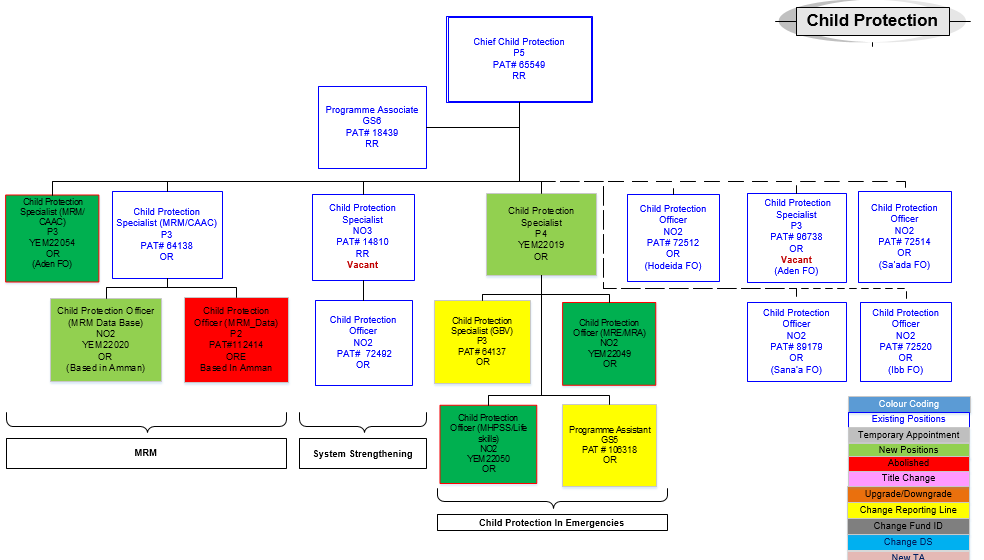 Child Protection
Chief Child Protection
P5
PAT# 65549
RR
Programme Associate
GS6
PAT# 18439
RR
Child Protection
Specialist (MRM/
CAAC)
P3
YEM22054
OR
(Aden FO)
Child Protection
Specialist (MRM/CAAC)
P3
PAT# 64138
OR
Child Protection
Specialist
NO3
PAT# 14810
RR
Vacant
Child Protection
Specialist
P4
YEM22019
OR
Child Protection
Officer
NO2
PAT# 72512
OR
(Hodeida FO)
Child Protection
Specialist
P3
PAT# 96738
OR
Vacant
(Aden FO)
Child Protection
Officer
NO2
PAT# 72514
OR
(Sa'ada FO)
Child Protection Officer
(MRM Data Base)
NO2
YEM22020
OR
(Based in Amman)
Child Protection
Officer (MRM_Data)
P2
PAT#112414
ORE
Based In Amman
Child Protection
Officer
NO2
PAT# 72492
OR
Child Protection
Specialist (GBV)
P3
PAT# 64137
OR
Child Protection
Officer (MRE/MRA)
NO2
YEM22049
OR
Child Protection
Officer
NO2
PAT# 89179
OR
(Sana'a FO)
Child Protection
Officer
NO2
PAT# 72520
OR
(Ibb FO)
Child Protection
Officer (MHPSS/Life
skills)
NO2
YEM22050
OR
Programme Assistant
GS5
PAT # 106318
OR
MRM
System Strengthening
Child Protection In Emergencies
Colour Coding
Existing Positions
Temporary Appointment
New Positions
Abolished
Title Change
Upgrade/Downgrade
Change Reporting Line
Change Fund ID
Change DS
New TA